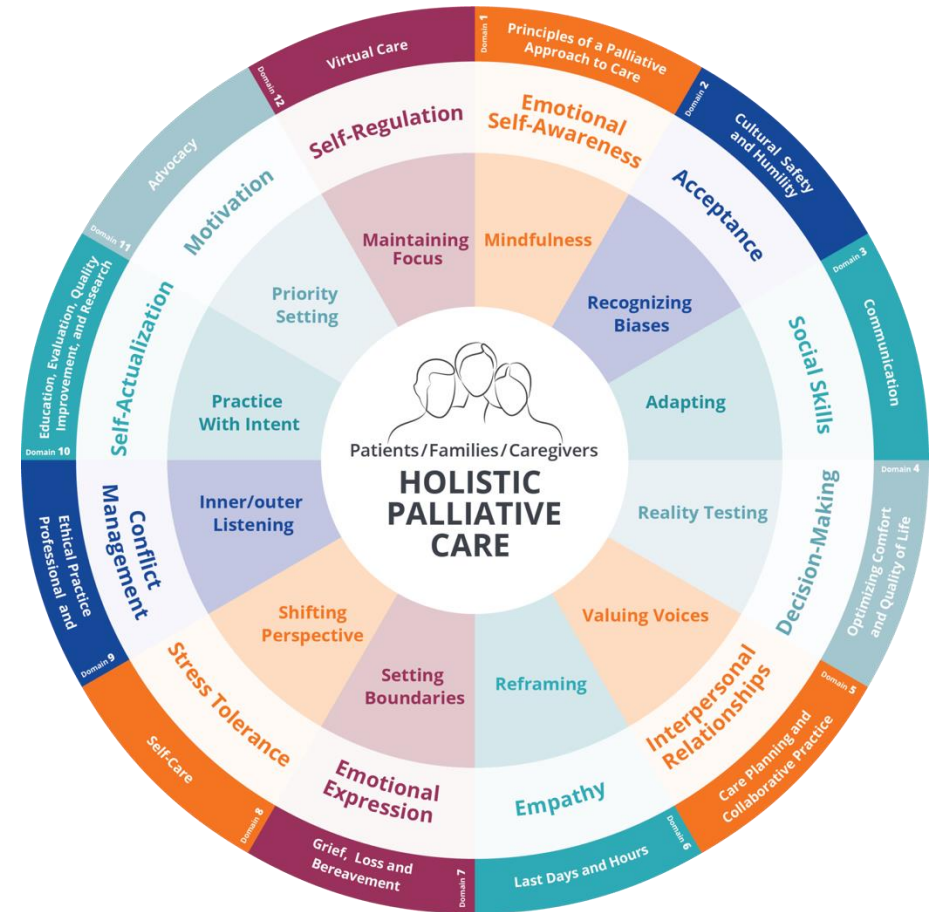 Domain 1
Principles of a Palliative
Approach to Care
Emotional
Self-Awareness
Mindfulness
Domain 2
Cultural Safety
and Humility
Acceptance
Recognizing
Biases
Domain 3
Communication
Social Skills
Adapting
Domain 4
Optimizing Comfort
and Quality of Life
Decision-Making
Reality Testing
Domain 5
Care Planning and
Collaborative Practice
Interpersonal
Relationships
Valuing Voices
Domain 6
Last Days and Hours
Empathy
Reframing
Domain 7
Grief, Loss and
Bereavement
Emotional
Expression
Setting
Boundaries
Domain 8
Self-Care
Stress Tolerance
Shifting
Perspective
Domain 9
Ethical Practice
Professional and
Conflict
Management
Inner/outer
Listening
Domain 10
Education, Evaluation, Quality
Improvement, and Research
Self-Actualization
Practice
With Intent
Domain 11
Advocacy
Motivation
Priority
Setting
Domain 12
Virtual Care
Self-Regulation
Maintaining
Focus
Patients/Families/Caregivers
HOLISTIC
PALLIATIVE
CARE